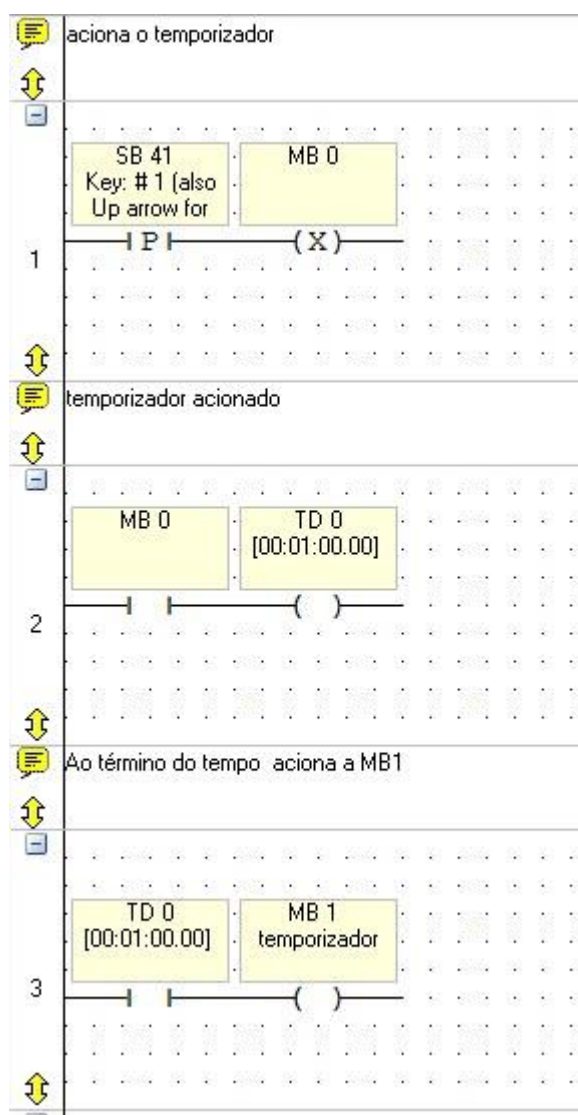 aciona o temporizador
SB 41
Key: # 1 (also
Up arrow for
MB 0
P
(X)
1
temporizador acionado
MB 0
TD 0
[00:01:00.00]
( )
2
Ao término do tempo aciona a MB1
TD 0
[00:01:00.00]
MB 1
temporizador
( )
3